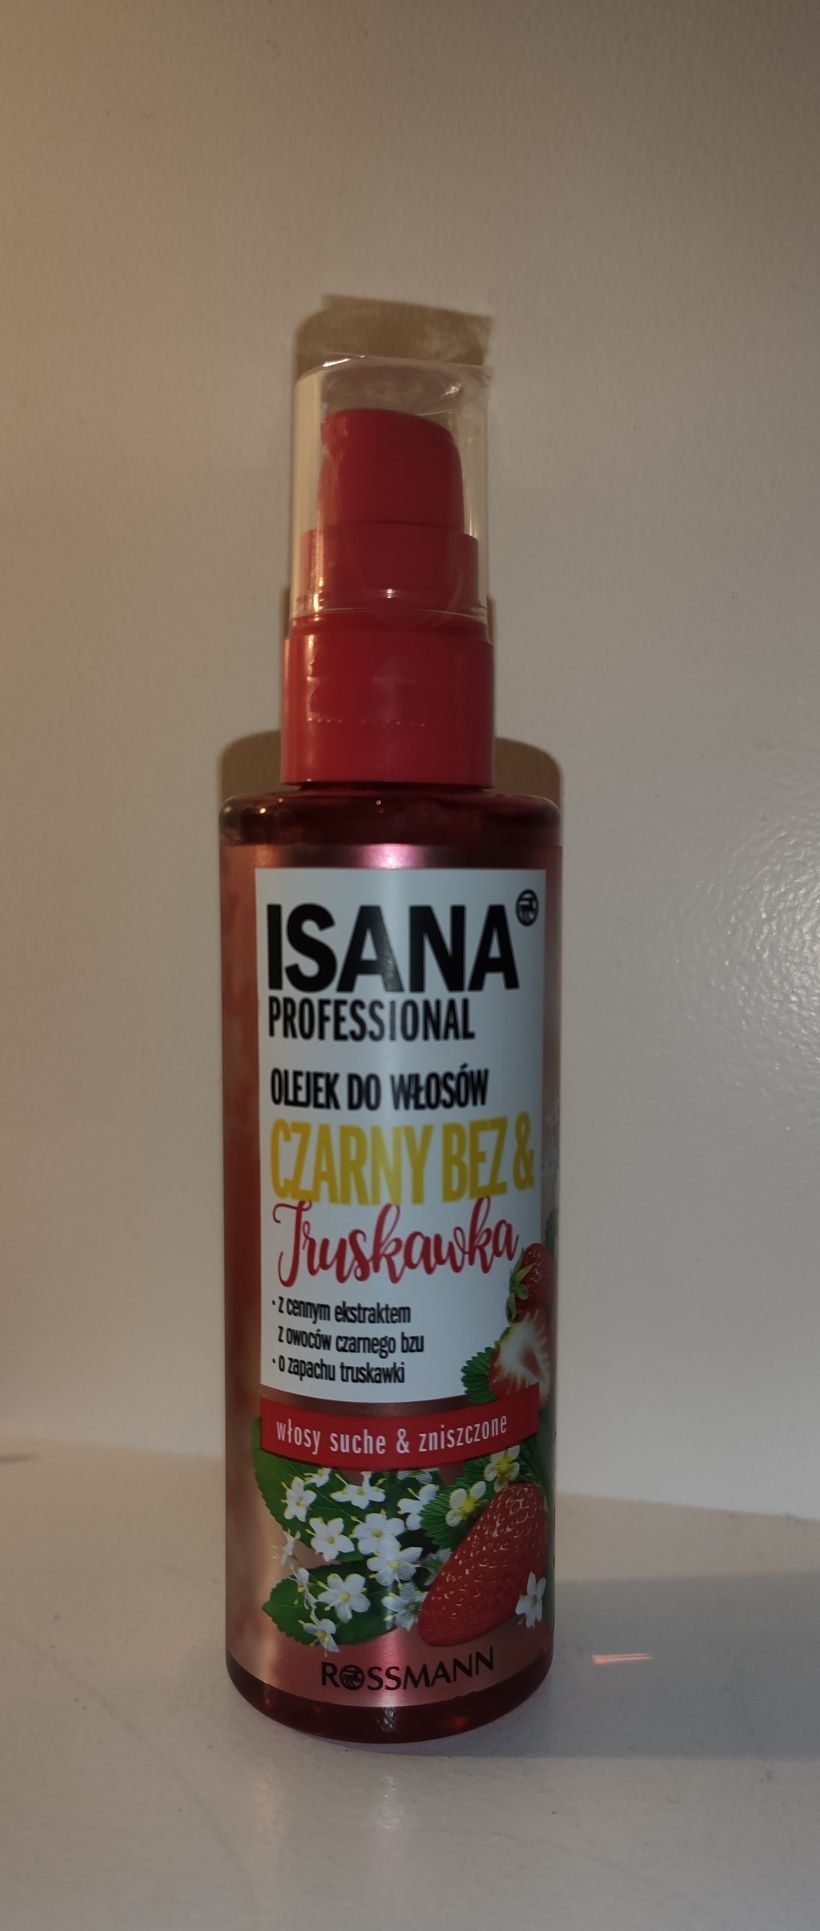 ISANA
PROFESSIONAL
OLEJEK DO WŁOSÓW
CZARNY BEZ &
Truskawka
· z cennym ekstraktem
z owoców czarnego bzu
· o zapachu truskawki
włosy suche & zniszczone
ROSSMANN